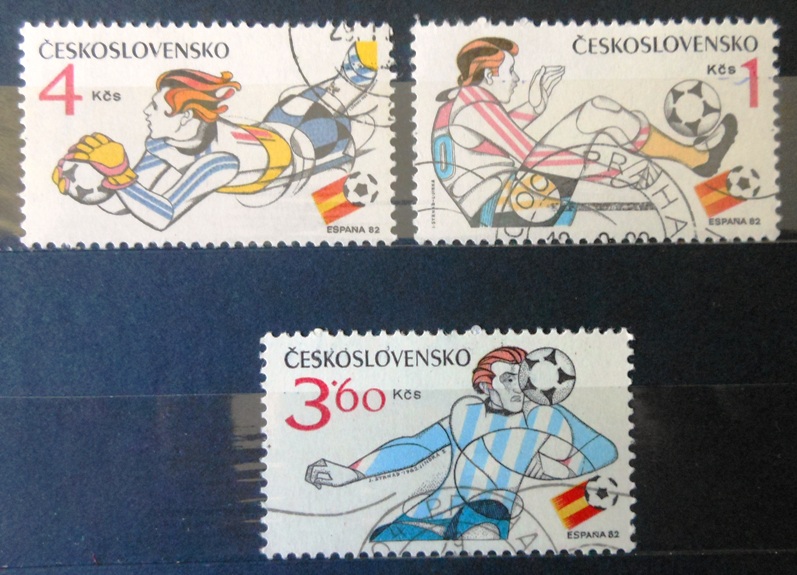 ČESKOSLOVENSKO
4 Kčs
ESPAÑA 82
ČESKOSLOVENSKO
Kčs 1
PRAHA
ESPAÑA 82
ČESKOSLOVENSKO
3·60 Kčs
ESPAÑA 82